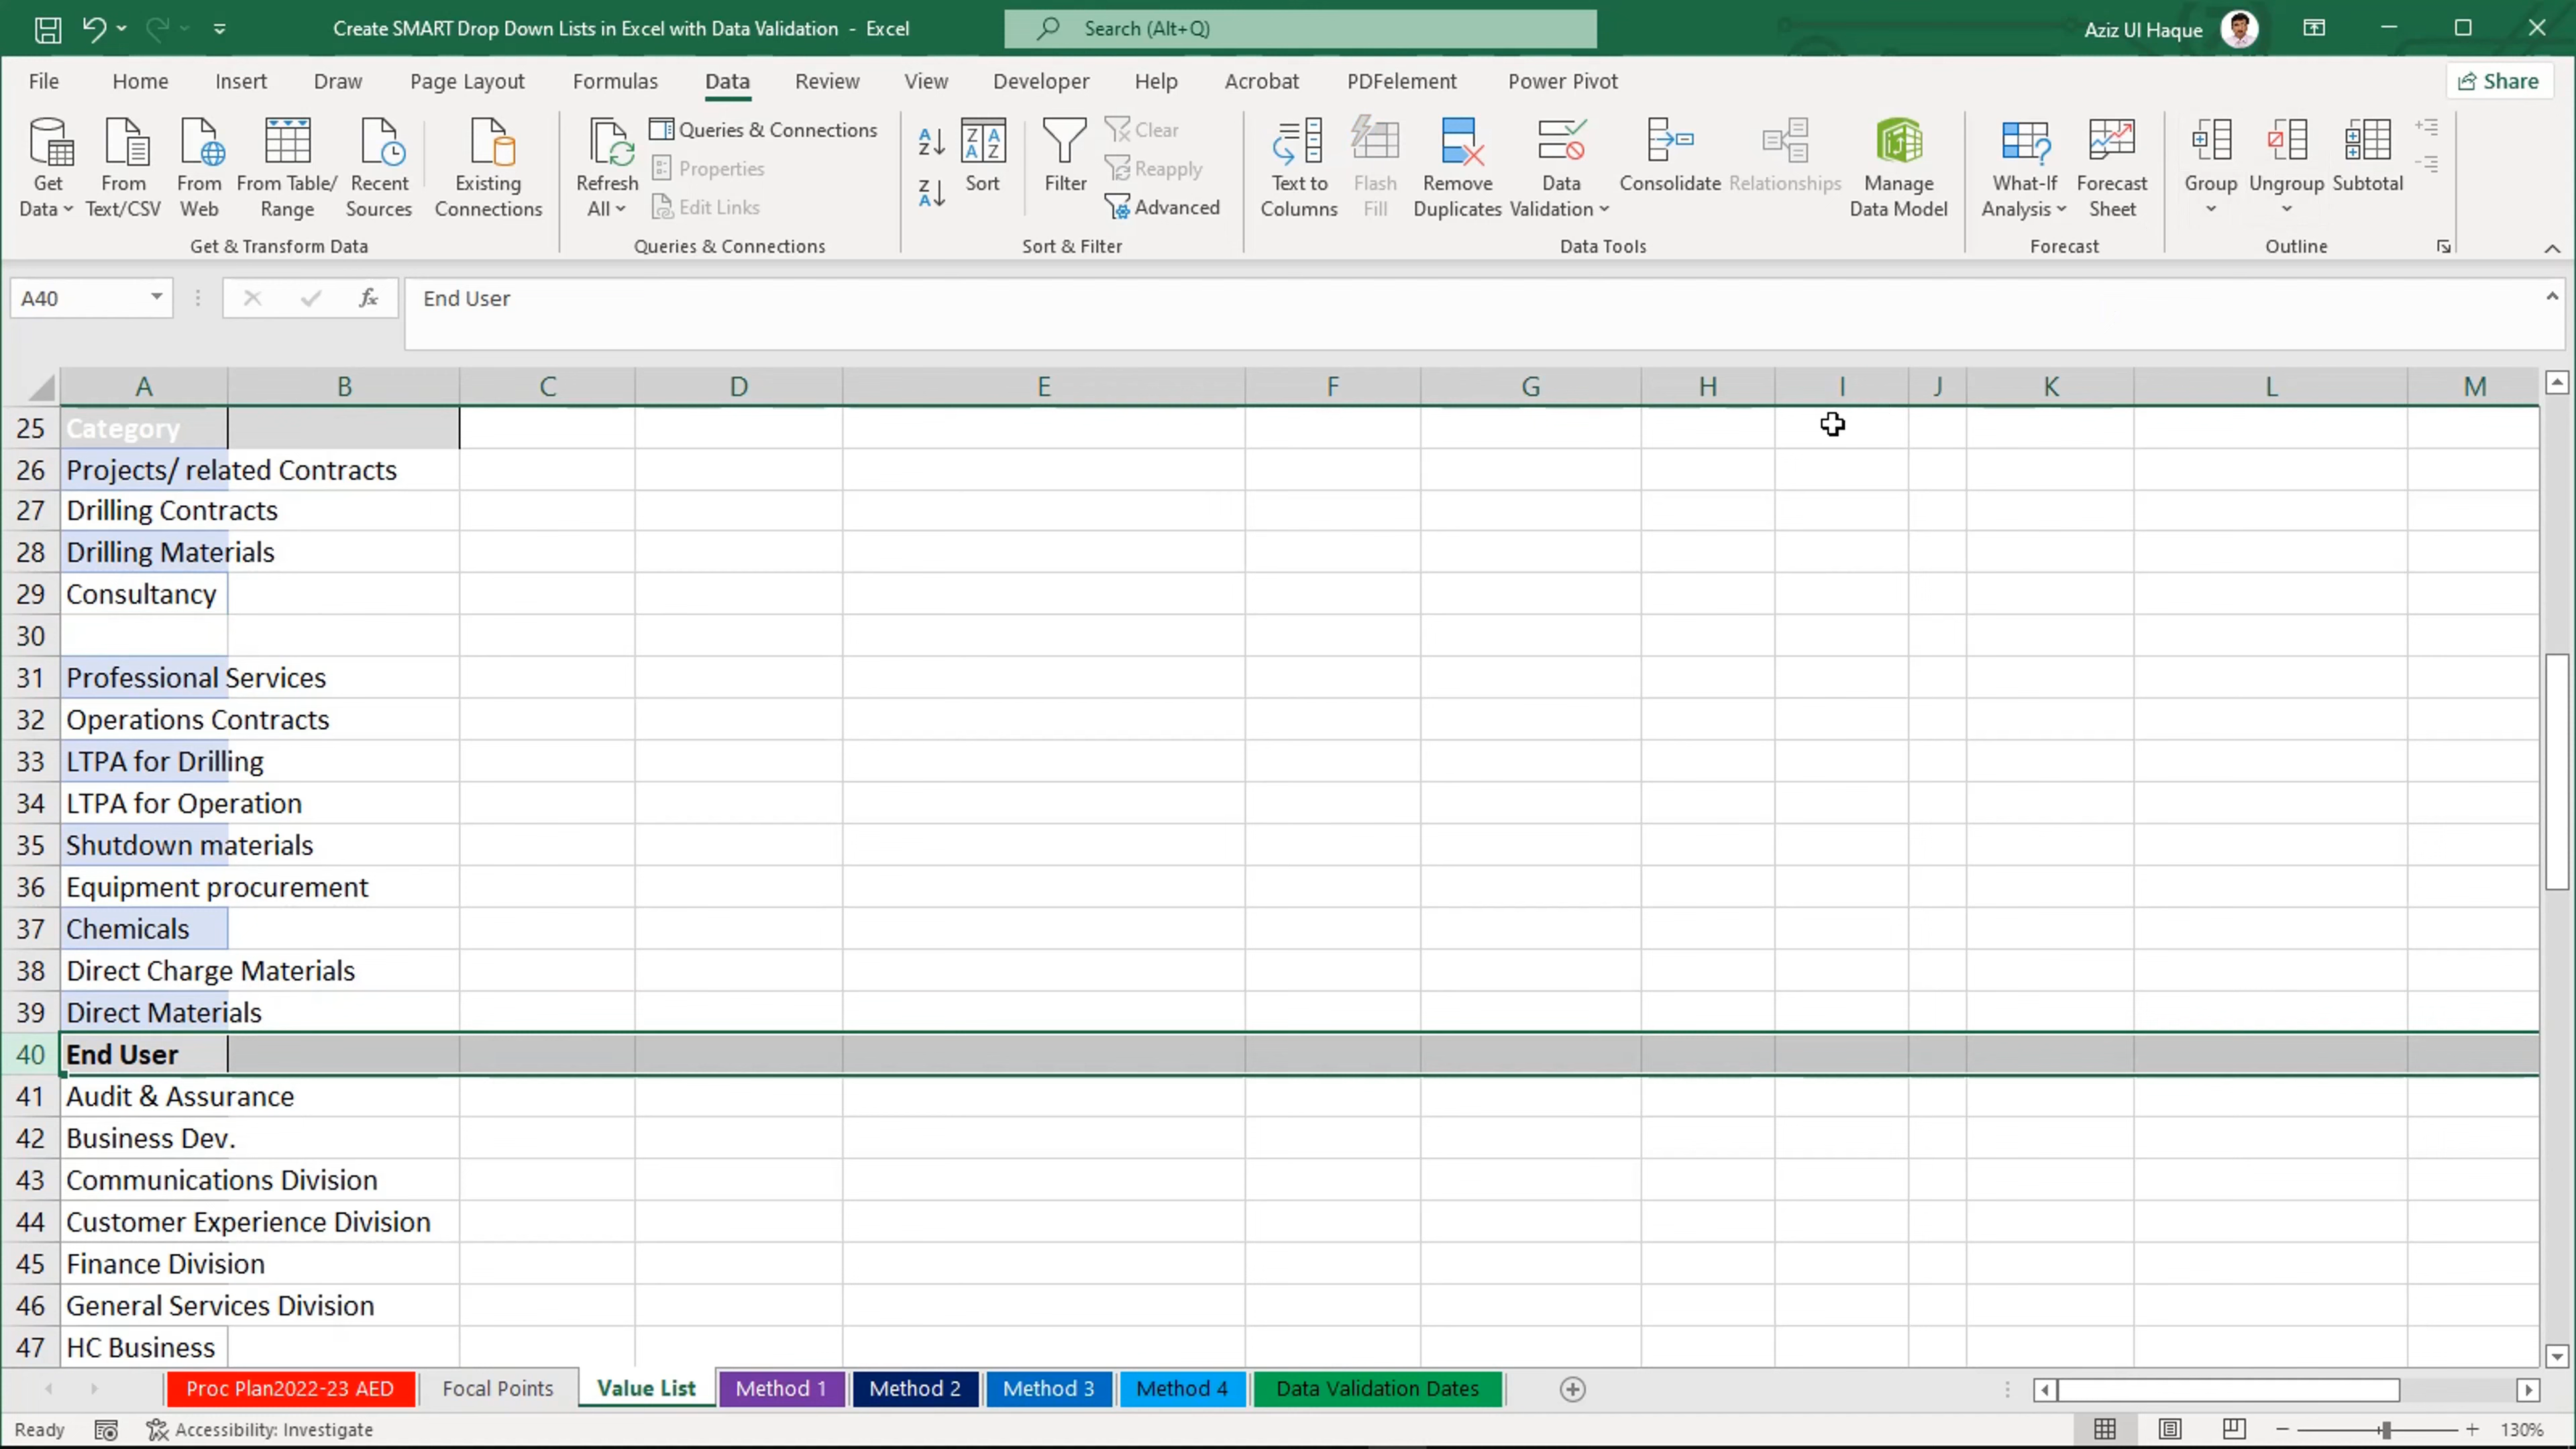 Create SMART Drop Down Lists in Excel with Data Validation - Excel
Search (Alt+Q)
Aziz Ul Haque
File Home Insert Draw Page Layout Formulas Data Review View Developer Help Acrobat PDFelement Power Pivot Share
Get Data
From Text/CSV
From Web
From Table/ Range
Recent Sources
Existing Connections
Get & Transform Data
Refresh All
Queries & Connections
Properties
Edit Links
Queries & Connections
Sort
Filter
Clear
Reapply
Advanced
Sort & Filter
Text to Columns
Flash Fill
Remove Duplicates
Data Validation
Consolidate
Relationships
Manage Data Model
Data Tools
What-If Analysis
Forecast Sheet
Forecast
Group
Ungroup
Subtotal
Outline
A40 fx End User
A B C D E F G H I J K L M
25 Category
26 Projects/ related Contracts
27 Drilling Contracts
28 Drilling Materials
29 Consultancy
30
31 Professional Services
32 Operations Contracts
33 LTPA for Drilling
34 LTPA for Operation
35 Shutdown materials
36 Equipment procurement
37 Chemicals
38 Direct Charge Materials
39 Direct Materials
40 End User
41 Audit & Assurance
42 Business Dev.
43 Communications Division
44 Customer Experience Division
45 Finance Division
46 General Services Division
47 HC Business
Proc Plan2022-23 AED Focal Points Value List Method 1 Method 2 Method 3 Method 4 Data Validation Dates
Ready Accessibility: Investigate 130%